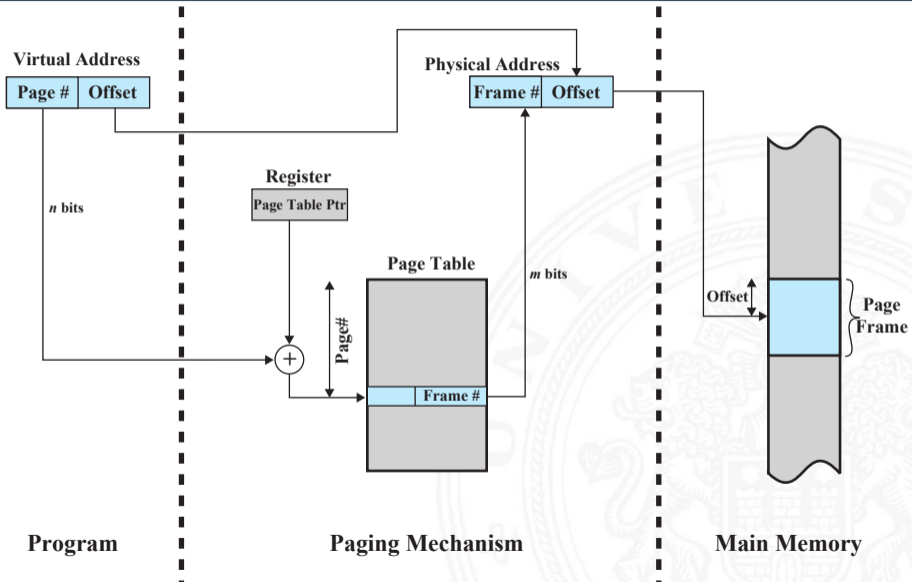 Virtual Address
Page # Offset
Physical Address
Frame # Offset
n bits
Register
Page Table Ptr
Page Table
m bits
Page#
+
Frame #
Offset
Page
Frame
Program
Paging Mechanism
Main Memory
UNIVERS